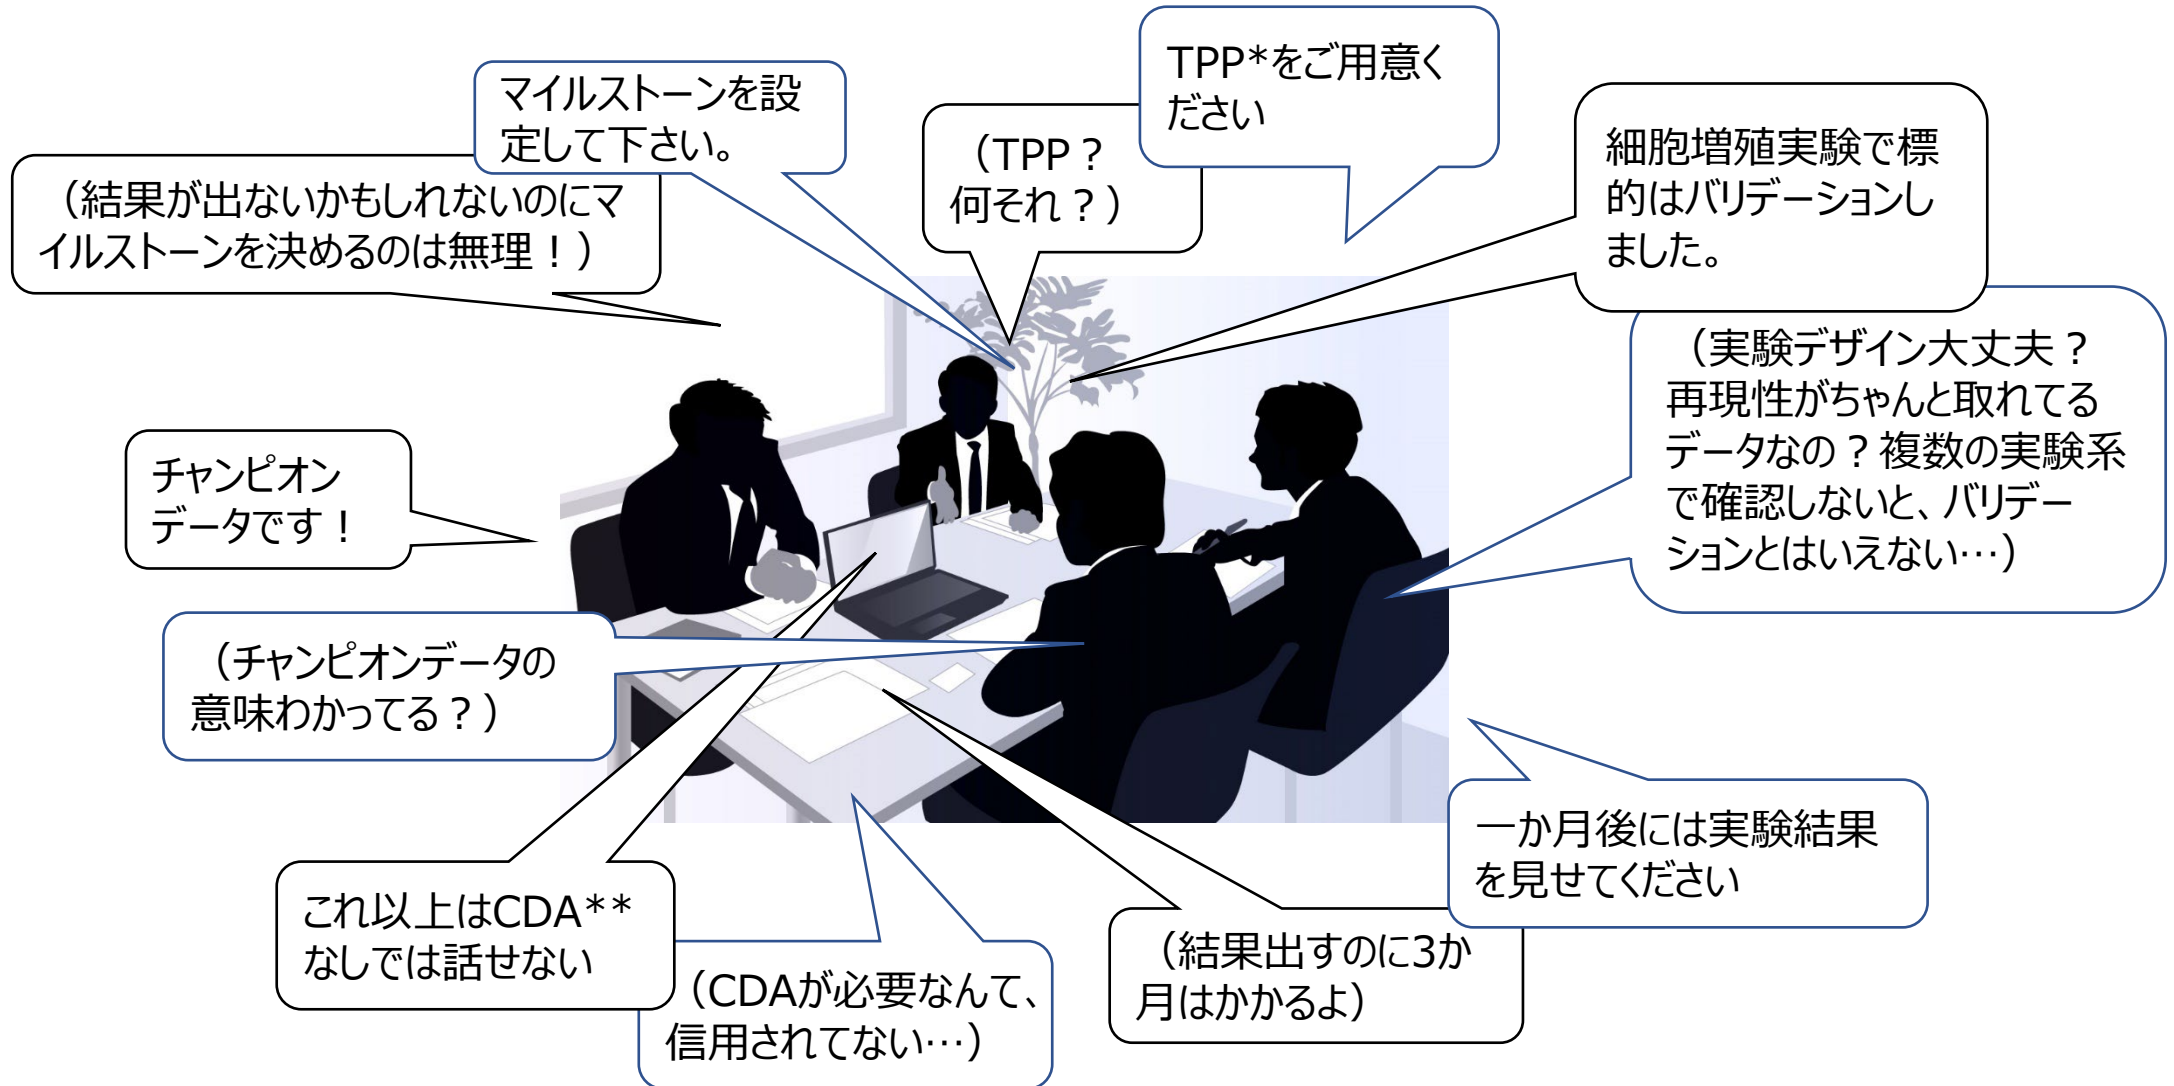 マイルストーンを設
定して下さい。
（結果が出ないかもしれないのにマ
イルストーンを決めるのは無理！）
TPP*をご用意く
ださい
（TPP？
何それ？）
細胞増殖実験で標
的はバリデーションし
ました。
（実験デザイン大丈夫？
再現性がちゃんと取れてる
データなの？複数の実験系
で確認しないと、バリデー
ションとはいえない…）
チャンピオン
データです！
（チャンピオンデータの
意味わかってる？）
これ以上はCDA**
なしでは話せない
（CDAが必要なんて、
信用されてない…）
一か月後には実験結果
を見せてください
（結果出すのに3か
月はかかるよ）